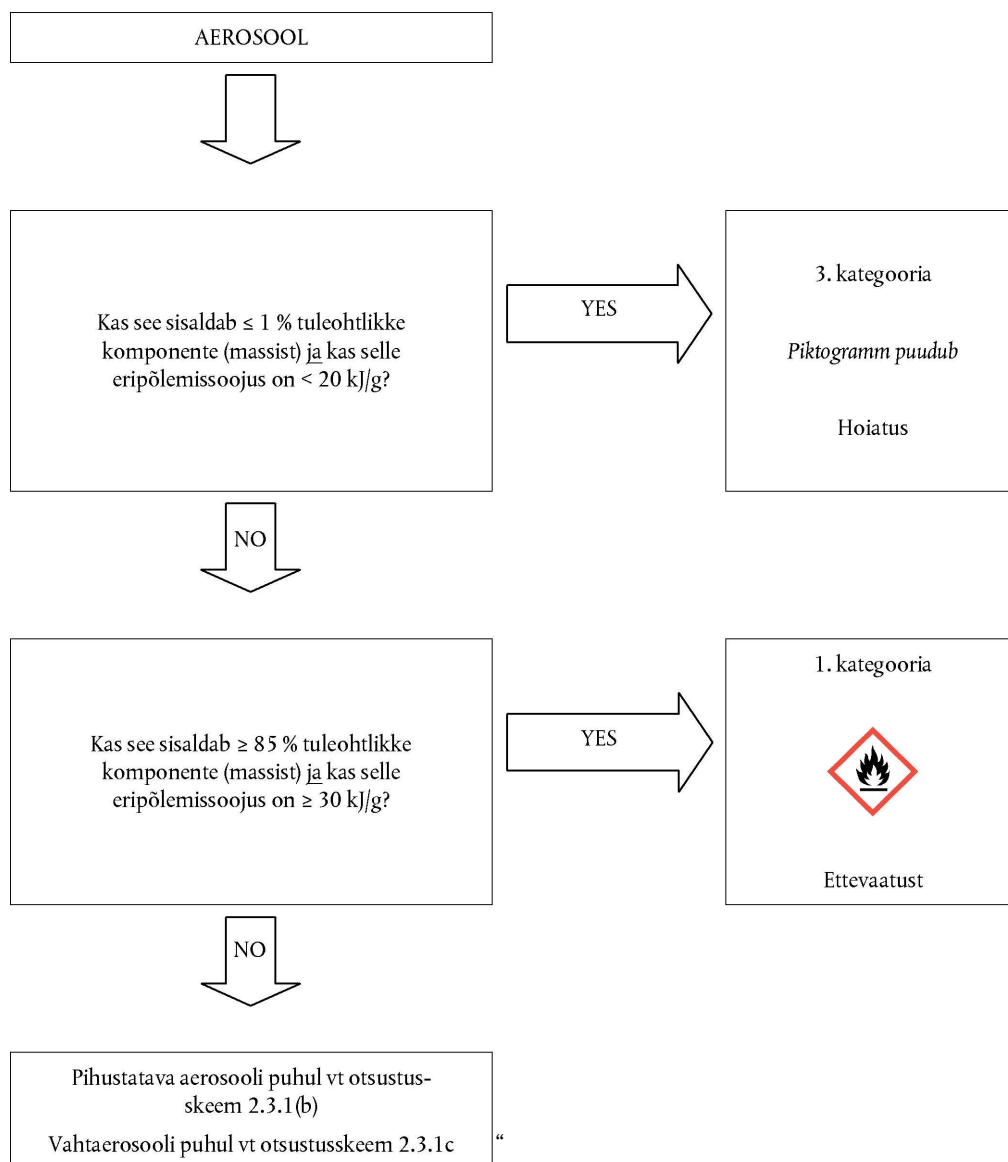 AEROSOOL
Kas see sisaldab ≤ 1 % tuleohtlikke
komponente (massist) ja kas selle
eripõlemissoojus on < 20 kJ/g?
YES
3. kategooria
Piktogramm puudub
Hoiatus
NO
Kas see sisaldab ≥ 85 % tuleohtlikke
komponente (massist) ja kas selle
eripõlemissoojus on ≥ 30 kJ/g?
YES
1. kategooria
Ettevaatust
NO
Pihustatava aerosooli puhul vt otsustus-
skeem 2.3.1(b)
Vahtaerosooli puhul vt otsustusskeem 2.3.1c “